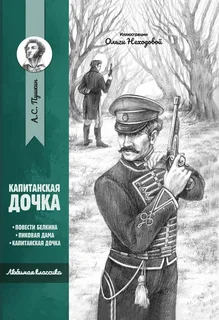 Иллюстрации
Ольги Неходовой
А.С. Пушкин
КАПИТАНСКАЯ
ДОЧКА
• ПОВЕСТИ БЕЛКИНА
• ПИКОВАЯ ДАМА
• КАПИТАНСКАЯ ДОЧКА
Любимая классика